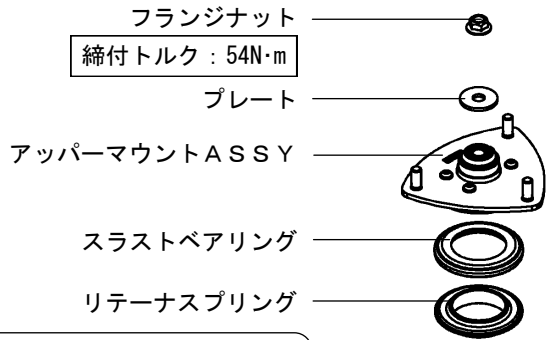 フランジナット
締付トルク：54N･m
プレート
アッパーマウントＡＳＳＹ
スラストベアリング
リテーナスプリング